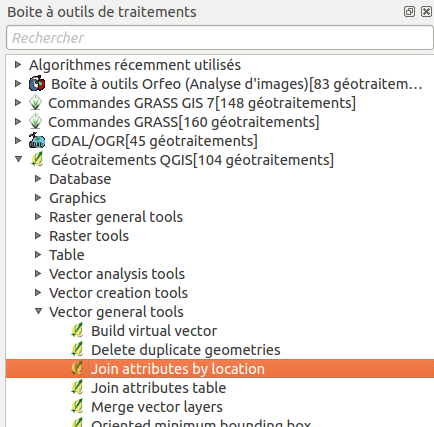 Boite à outils de traitements
Rechercher
Algorithmes récemment utilisés
Boîte à outils Orfeo (Analyse d'images)[83 géotraitem...
Commandes GRASS GIS 7[148 géotraitements]
Commandes GRASS[160 géotraitements]
GDAL/OGR[45 géotraitements]
Géotraitements QGIS[104 géotraitements]
Database
Graphics
Raster general tools
Raster tools
Table
Vector analysis tools
Vector creation tools
Vector general tools
Build virtual vector
Delete duplicate geometries
Join attributes by location
Join attributes table
Merge vector layers
Oriented minimum bounding box